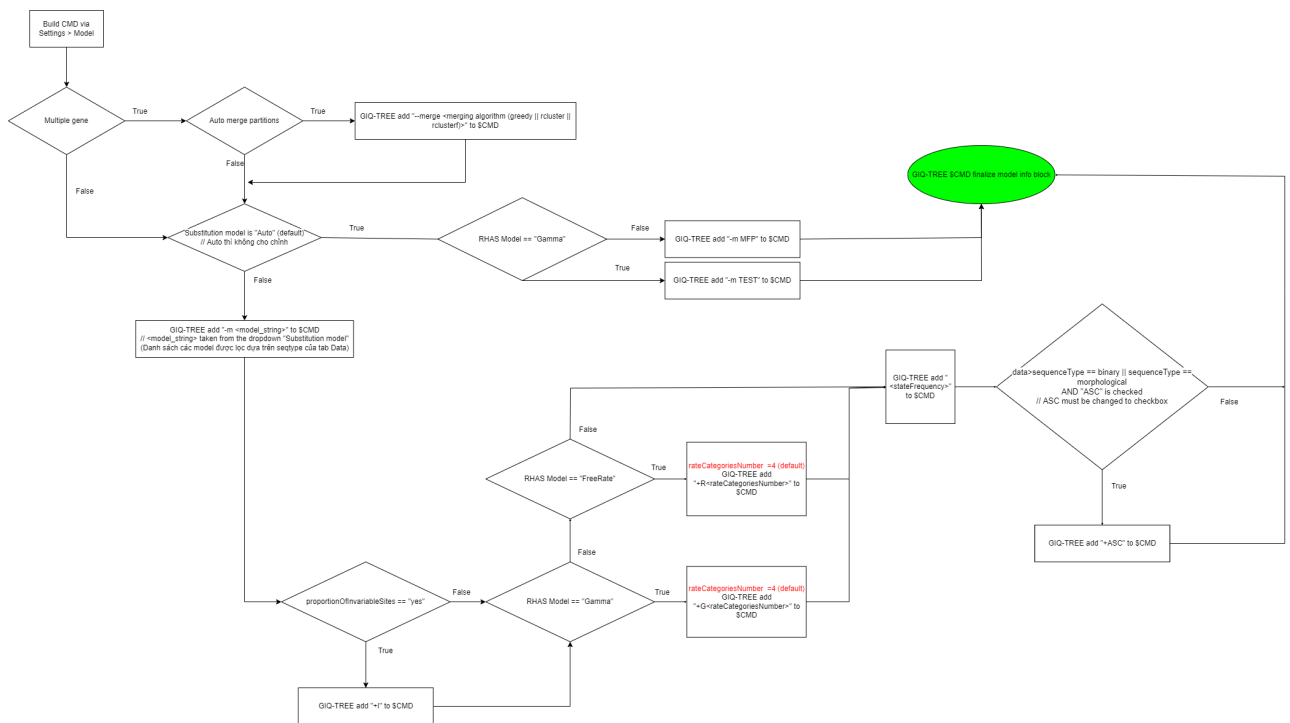 Build CMD via
Settings > Model
Multiple gene
True
Auto merge partitions
True
GIQ-TREE add "--merge <merging algorithm (greedy || rcluster ||
rclusterf)>" to $CMD
False
False
GIQ-TREE $CMD finalize model info block
Substitution model is "Auto" (default)
// Auto thì không cho chỉnh
True
RHAS Model == "Gamma"
False
GIQ-TREE add "-m MFP" to $CMD
True
GIQ-TREE add "-m TEST" to $CMD
False
GIQ-TREE add "-m <model_string>" to $CMD
// <model_string> taken from the dropdown "Substitution model"
(Danh sách các model được lọc dựa trên seqtype của tab Data)
GIQ-TREE add "
<stateFrequency>"
to $CMD
data>sequenceType == binary || sequenceType ==
morphological
AND "ASC" is checked
// ASC must be changed to checkbox
False
False
RHAS Model == "FreeRate"
True
rateCategoriesNumber =4 (default)
GIQ-TREE add
"+R<rateCategoriesNumber>" to
$CMD
True
GIQ-TREE add "+ASC" to $CMD
False
proportionOfInvariableSites == "yes"
False
RHAS Model == "Gamma"
True
rateCategoriesNumber =4 (default)
GIQ-TREE add
"+G<rateCategoriesNumber>" to
$CMD
True
GIQ-TREE add "+I" to $CMD